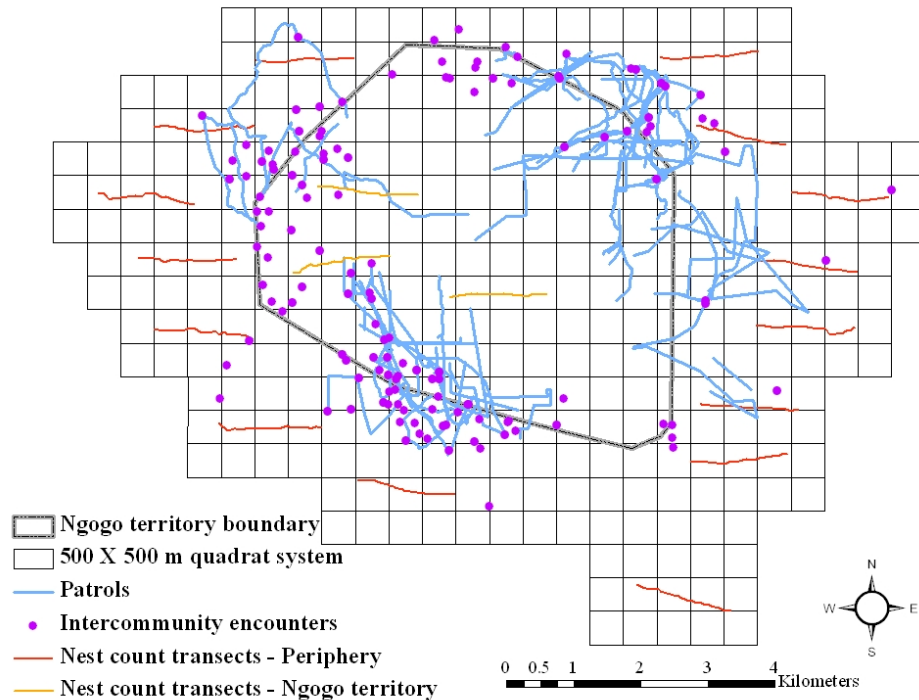 Ngogo territory boundary
500 X 500 m quadrat system
Patrols
Intercommunity encounters
Nest count transects - Periphery
Nest count transects - Ngogo territory
N
W E
S
0 0.5 1 2 3 4
Kilometers